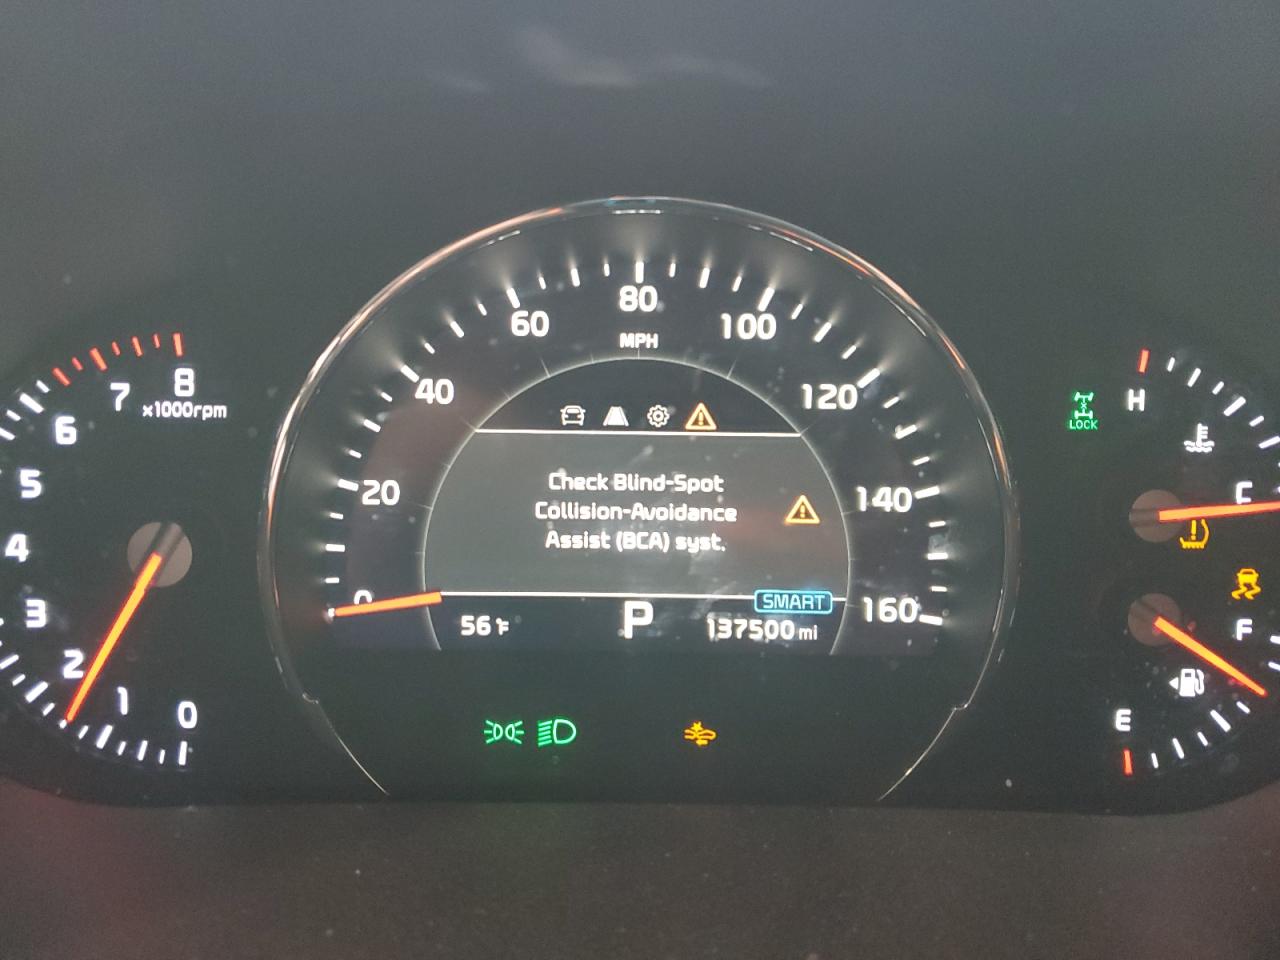 80
60
100
MPH
40
120
8
7
x1000rpm
6
5
4
3
2
1
0
20
140
0
160
Check Blind-Spot
Collision-Avoidance
Assist (BCA) syst.
SMART
56°F
P
137500 mi
H
LOCK
C
F
E